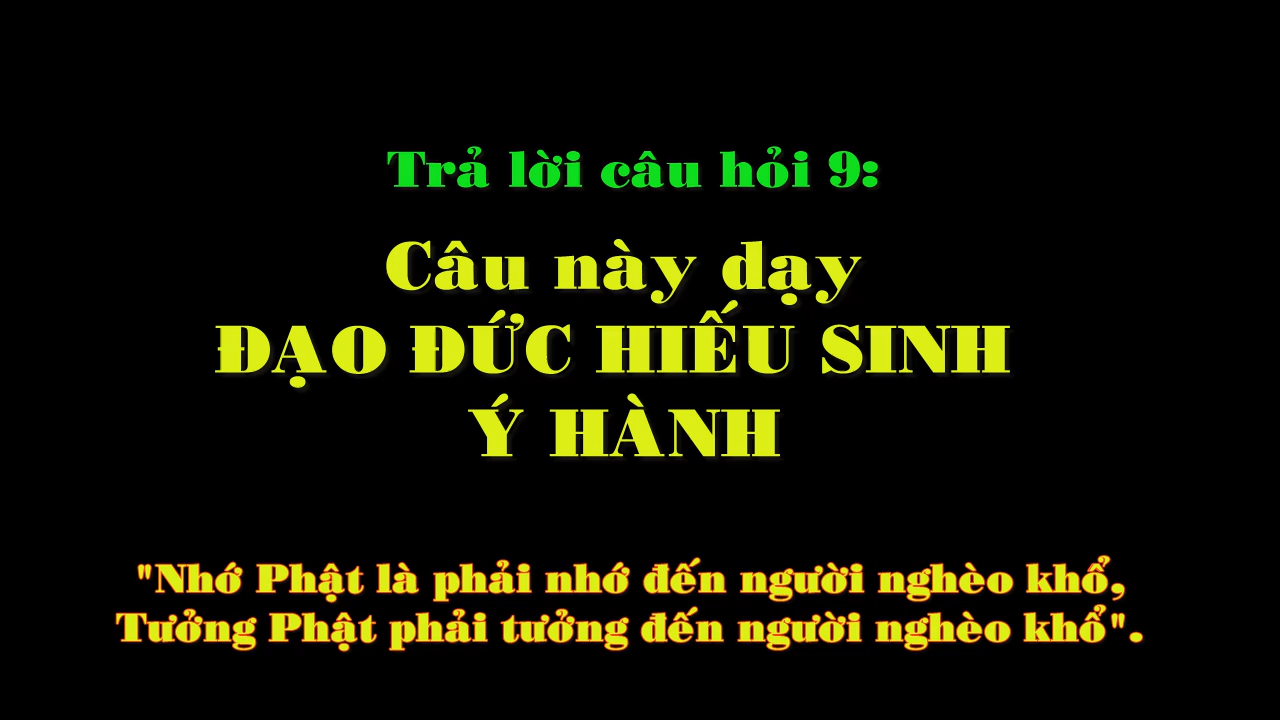 Trả lời câu hỏi 9:
Câu này dạy
ĐẠO ĐỨC HIẾU SINH
Ý HÀNH
"Nhớ Phật là phải nhớ đến người nghèo khổ,
Tưởng Phật phải tưởng đến người nghèo khổ".